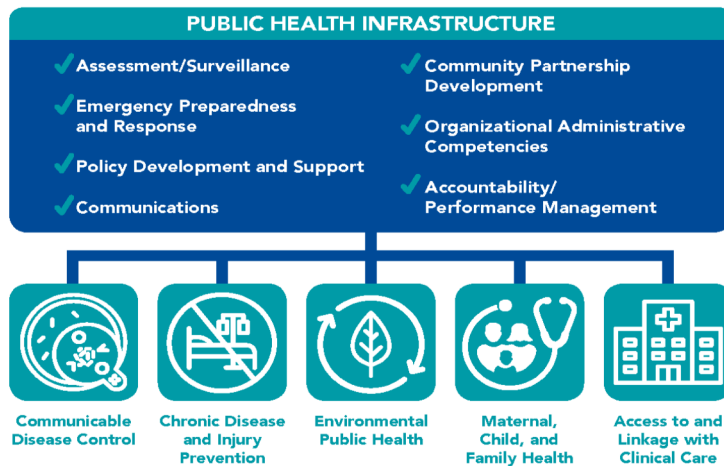 PUBLIC HEALTH INFRASTRUCTURE
Assessment/Surveillance
Emergency Preparedness
and Response
Policy Development and Support
Communications
Community Partnership
Development
Organizational Administrative
Competencies
Accountability/
Performance Management
Communicable
Disease Control
Chronic Disease
and Injury
Prevention
Environmental
Public Health
Maternal,
Child, and
Family Health
Access to and
Linkage with
Clinical Care